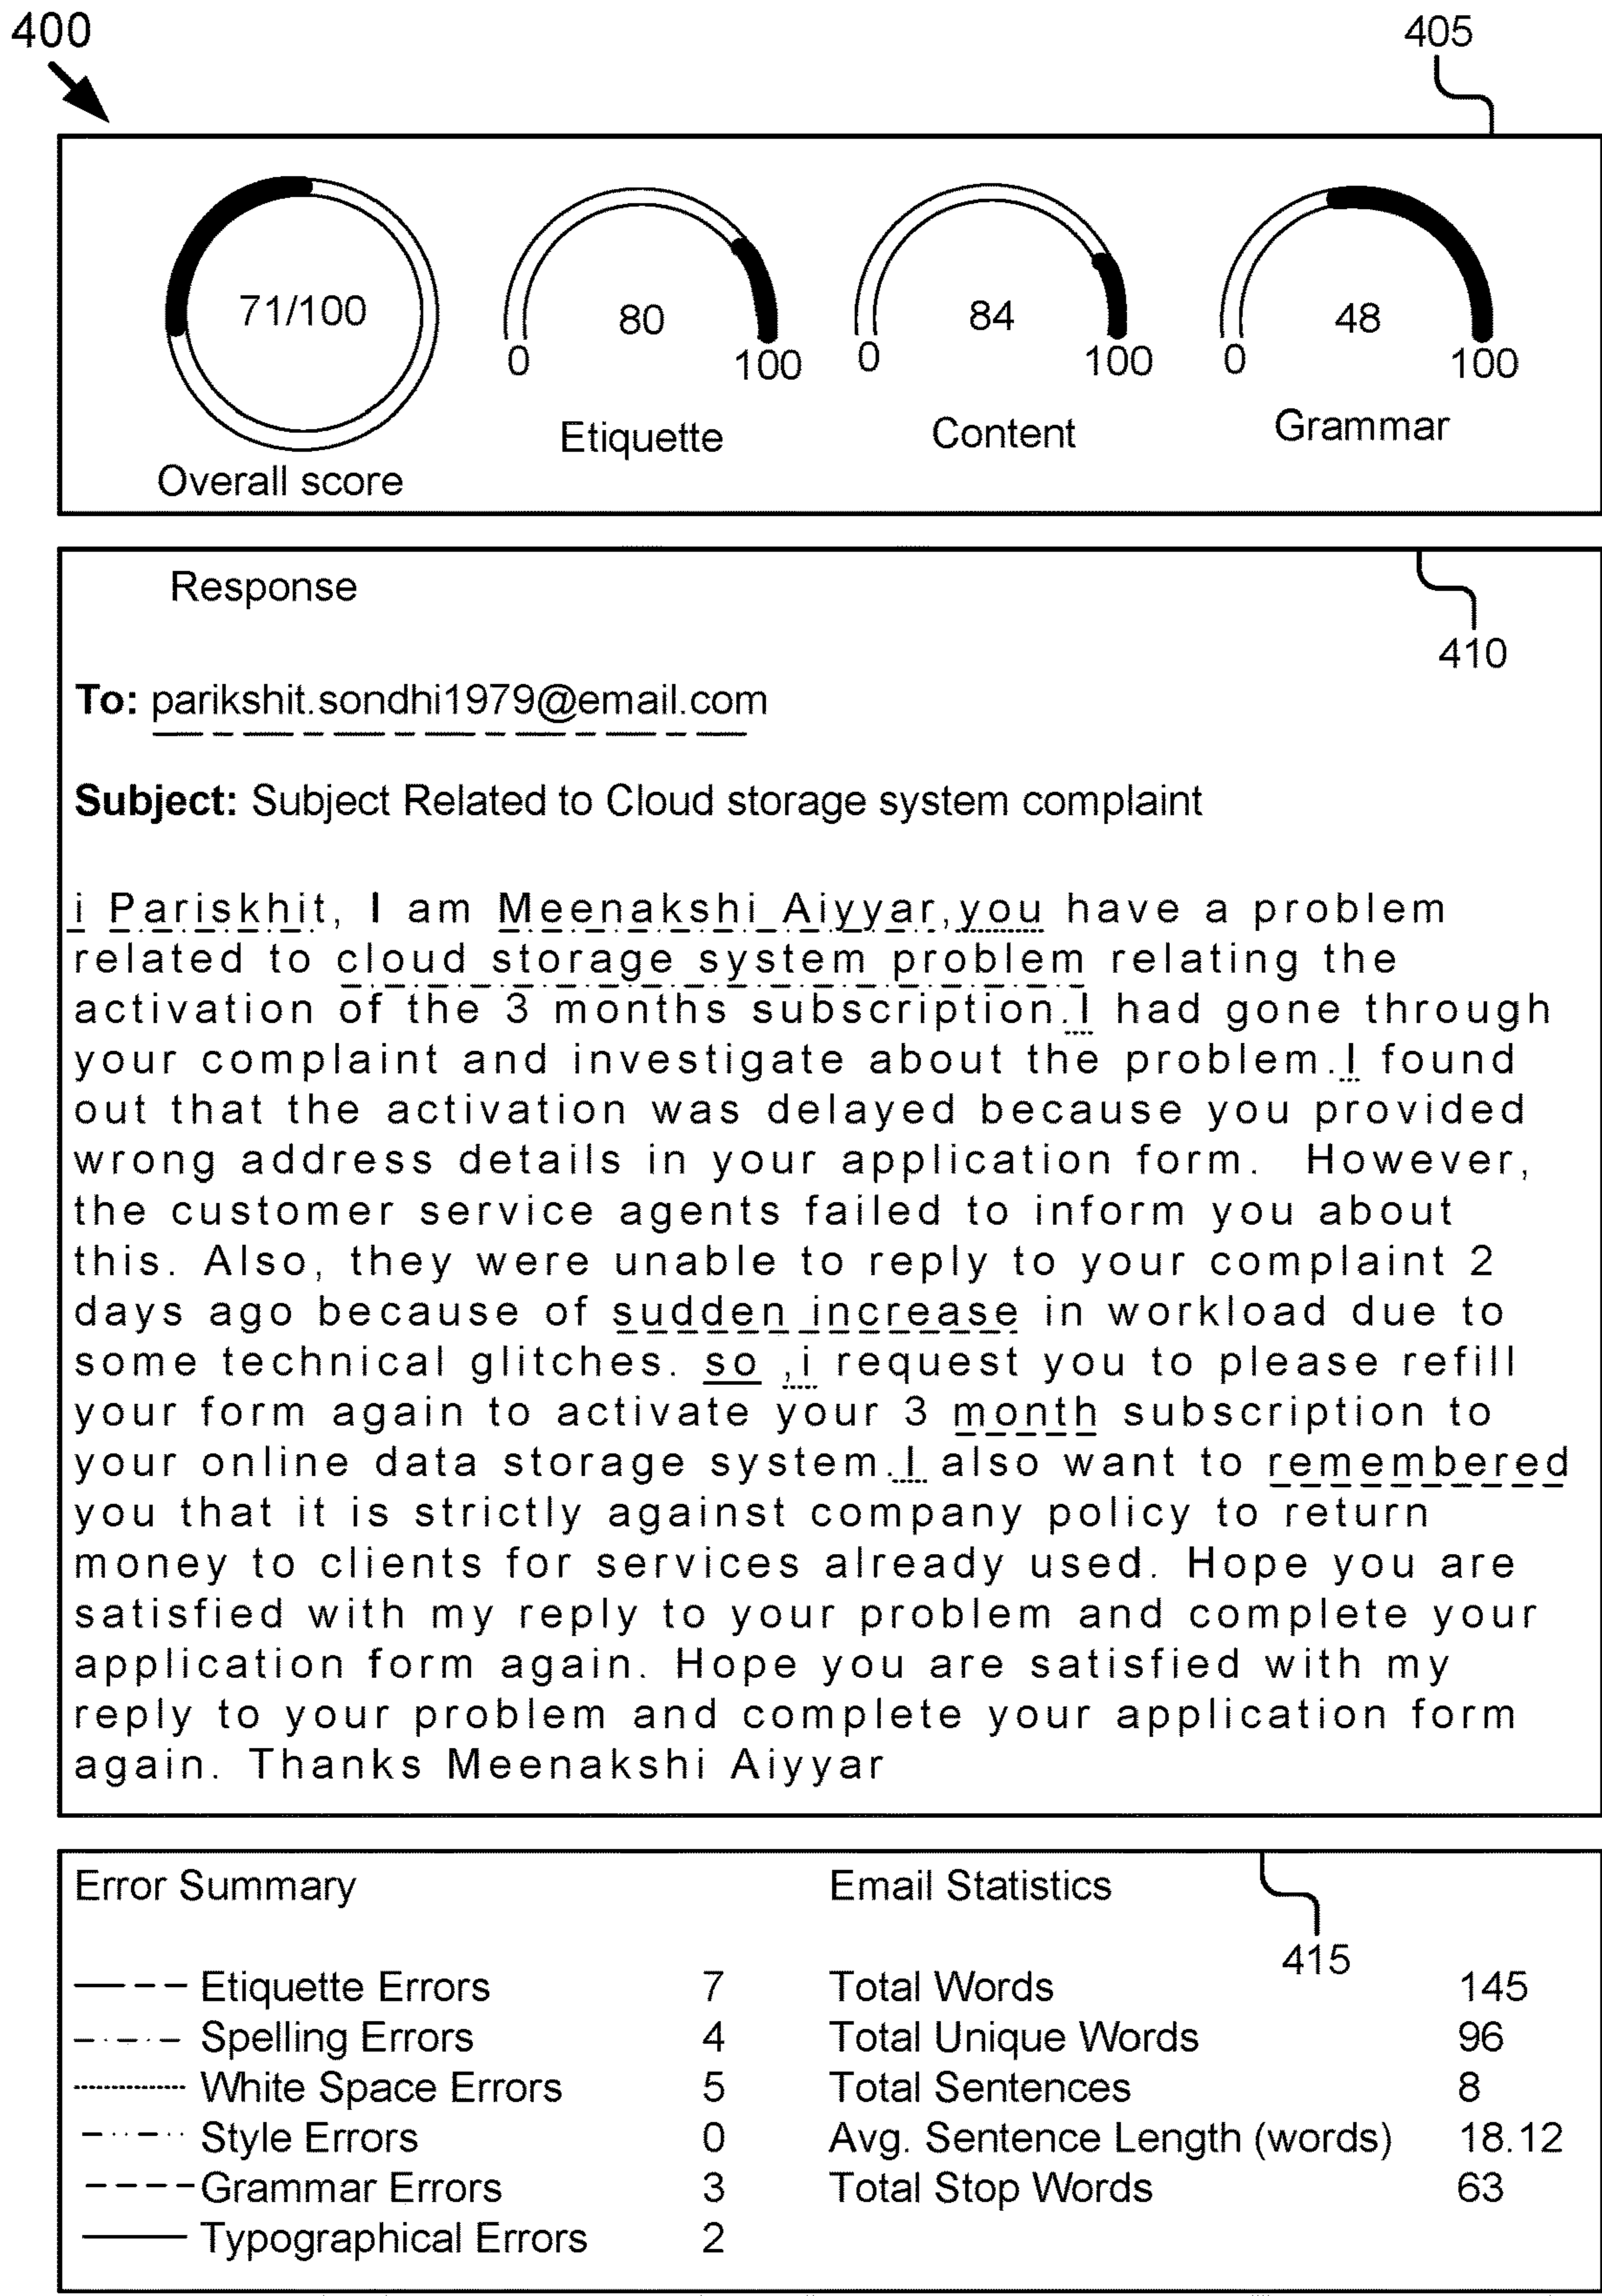 400
405
71/100
80
84
48
0
100
0
100
0
100
Etiquette
Content
Grammar
Overall score
Response
410
To: parikshit.sondhi1979@email.com
Subject: Subject Related to Cloud storage system complaint
i Pariskhit, I am Meenakshi Aiyyar,you have a problem
related to cloud storage system problem relating the
activation of the 3 months subscription.I had gone through
your complaint and investigate about the problem.I found
out that the activation was delayed because you provided
wrong address details in your application form. However,
the customer service agents failed to inform you about
this. Also, they were unable to reply to your complaint 2
days ago because of sudden increase in workload due to
some technical glitches. so ,i request you to please refill
your form again to activate your 3 month subscription to
your online data storage system.I also want to remembered
you that it is strictly against company policy to return
money to clients for services already used. Hope you are
satisfied with my reply to your problem and complete your
application form again. Hope you are satisfied with my
reply to your problem and complete your application form
again. Thanks Meenakshi Aiyyar
Error Summary
Email Statistics
415
Etiquette Errors 7
Total Words 145
Spelling Errors 4
Total Unique Words 96
White Space Errors 5
Total Sentences 8
Style Errors 0
Avg. Sentence Length (words) 18.12
Grammar Errors 3
Total Stop Words 63
Typographical Errors 2